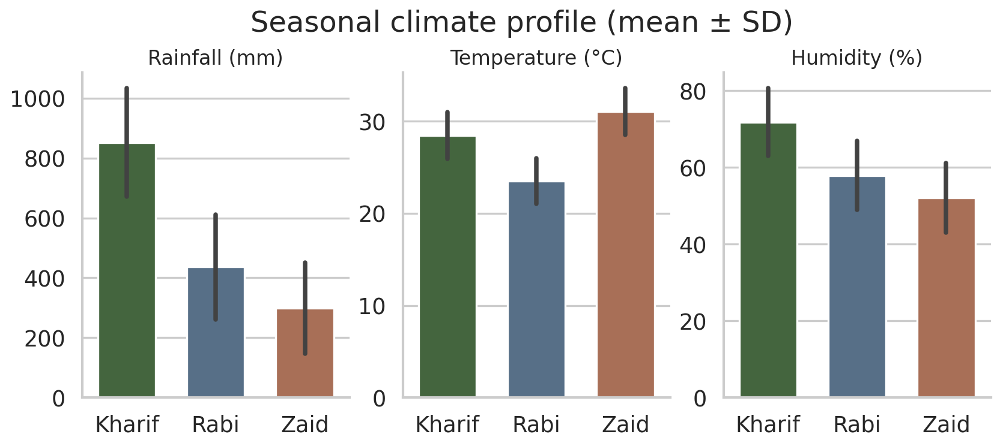 Seasonal climate profile (mean ± SD)
Rainfall (mm)
1000
800
600
400
200
0
Kharif Rabi Zaid
Temperature (°C)
30
20
10
0
Kharif Rabi Zaid
Humidity (%)
80
60
40
20
0
Kharif Rabi Zaid